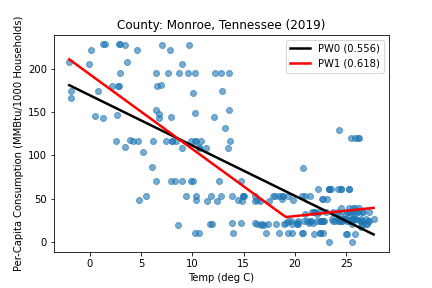 County: Monroe, Tennessee (2019)
PW0 (0.556)
PW1 (0.618)
Per-Capita Consumption (MMBtu/1000 Households)
200
150
100
50
0
0 5 10 15 20 25
Temp (deg C)